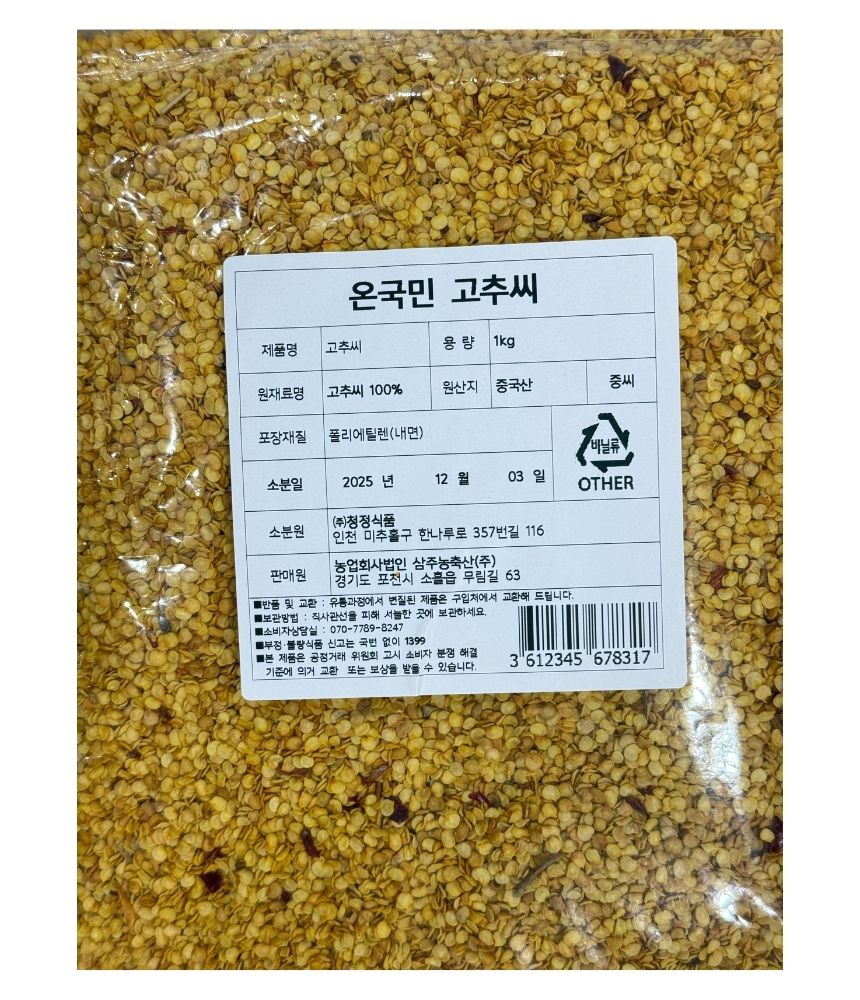 온국민 고추씨
제품명 고추씨 용 량 1kg
원재료명 고추씨 100% 원산지 중국산 중씨
포장재질 폴리에틸렌(내면)
비닐류
OTHER
소분일 2025 년 12 월 03 일
소분원 ㈜청정식품
인천 미추홀구 한나루로 357번길 116
판매원 농업회사법인 삼주농축산(주)
경기도 포천시 소흘읍 무림길 63
■반품 및 교환 : 유통과정에서 변질된 제품은 구입처에서 교환해 드립니다.
■보관방법 : 직사관선을 피해 서늘한 곳에 보관하세요.
■소비자상담실 : 070-7789-8247
■부정·불량식품 신고는 국번 없이 1399
■본 제품은 공정거래 위원회 고시 소비자 분쟁 해결
기준에 의거 교환 또는 보상을 받을 수 있습니다.
3 612345 678317